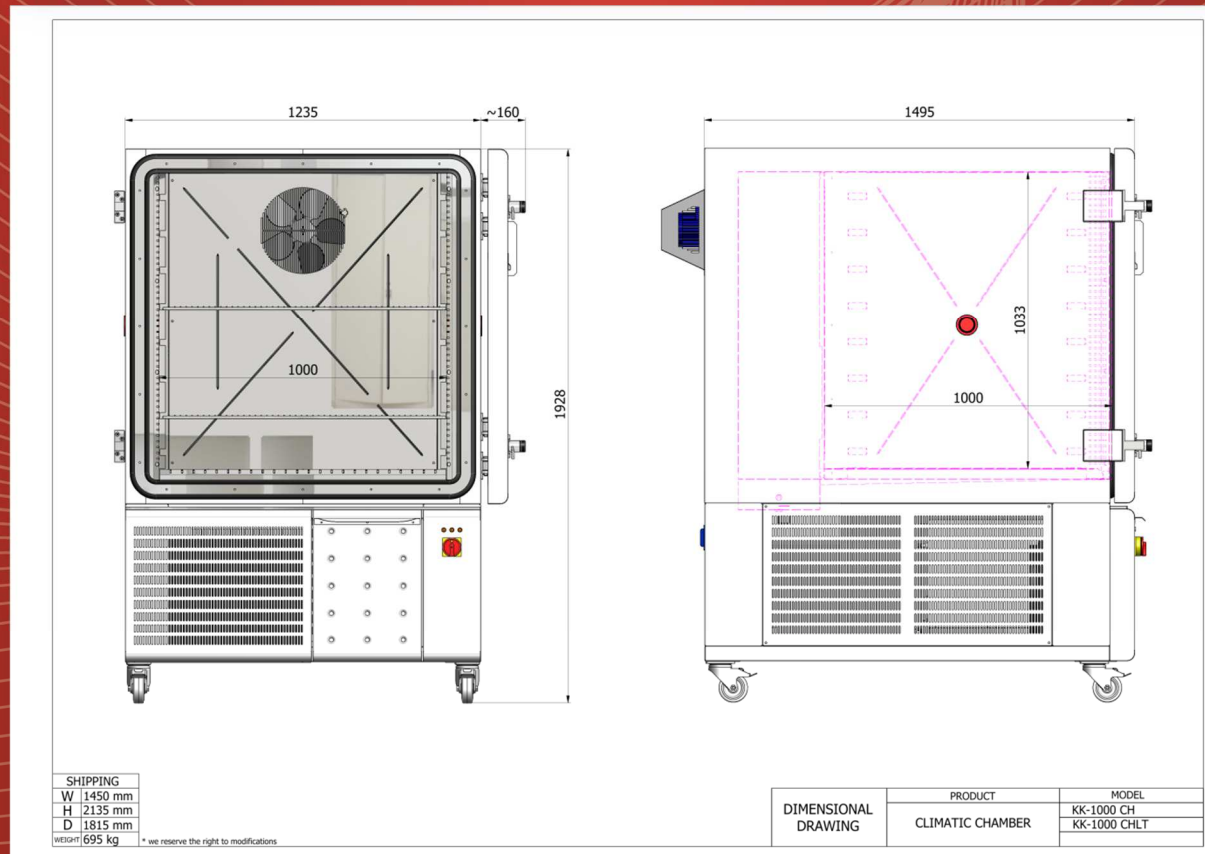 1235
~160
1495
1000
1928
1033
1000
SHIPPING
W 1450 mm
H 2135 mm
D 1815 mm
WEIGHT 695 kg
* we reserve the right to modifications
DIMENSIONAL
DRAWING
PRODUCT
CLIMATIC CHAMBER
MODEL
KK-1000 CH
KK-1000 CHLT